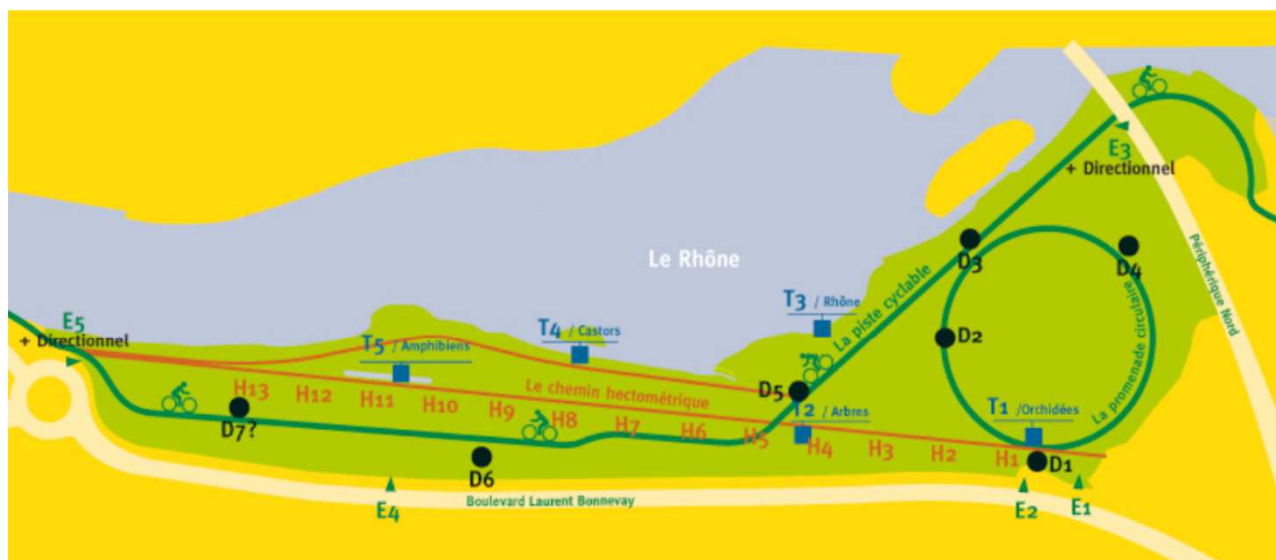 E3
+ Directionnel
Périphérique Nord
Le Rhône
D3
D4
La piste cyclable
La promenade circulaire
T3 / Rhône
E5
+ Directionnel
T4 / Castors
T5 / Amphibiens
D2
Le chemin hectométrique
D5
H13
H12
H11
H10
H9
H8
H7
H6
H5
H4
H3
H2
H1
T2 / Arbres
T1 /Orchidées
D7?
D6
D1
E4
Boulevard Laurent Bonnevay
E2
E1